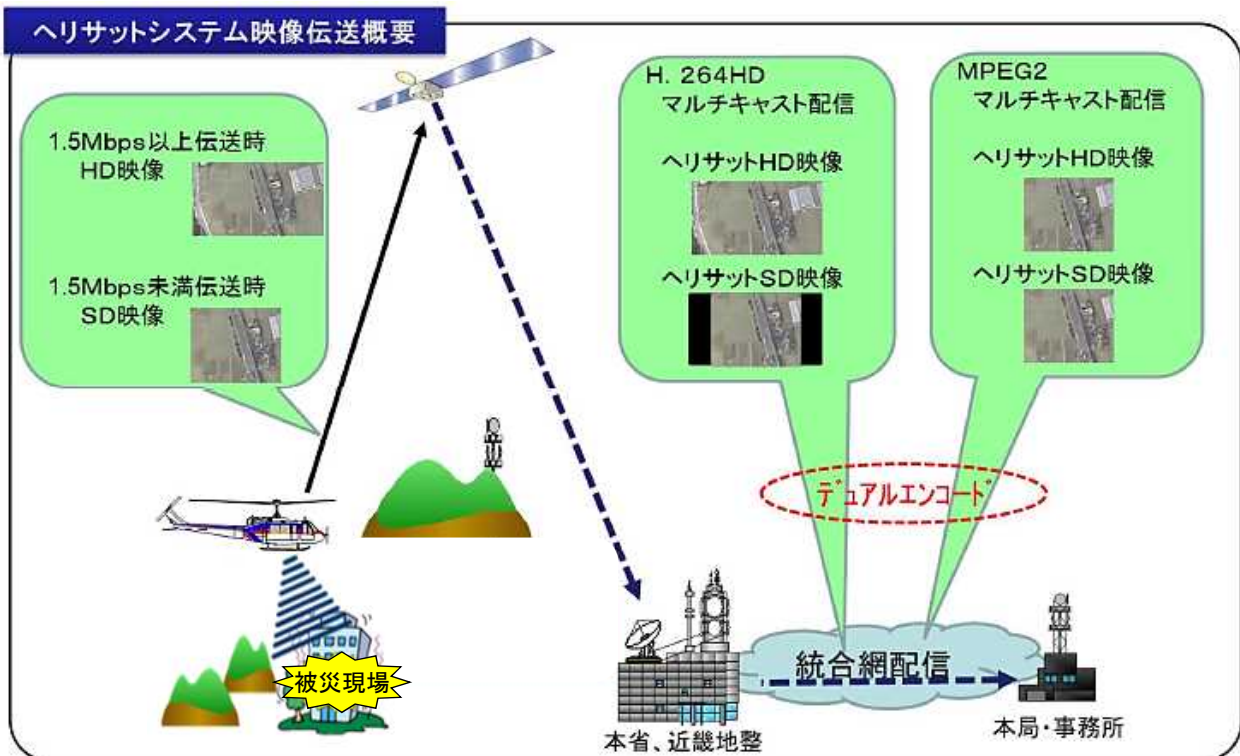 ヘリサットシステム映像伝送概要
1.5Mbps以上伝送時
HD映像
1.5Mbps未満伝送時
SD映像
H. 264HD
マルチキャスト配信
ヘリサットHD映像
ヘリサットSD映像
MPEG2
マルチキャスト配信
ヘリサットHD映像
ヘリサットSD映像
デュアルエンコード
被災現場
統合網配信
本省、近畿地整
本局・事務所